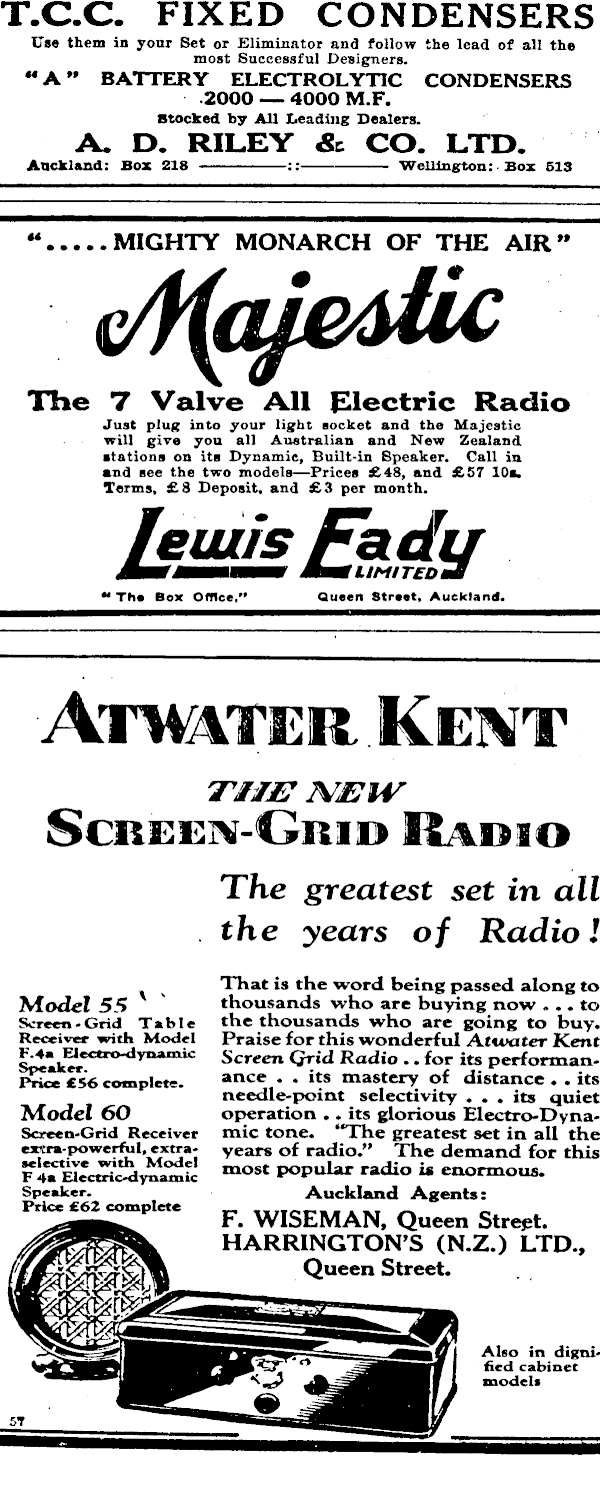 T.C.C. FIXED CONDENSERS
Use them in your Set or Eliminator and follow the lead of all the
most Successful Designers.
"A" BATTERY ELECTROLYTIC CONDENSERS
2000 — 4000 M.F.
Stocked by All Leading Dealers.
A. D. RILEY & CO. LTD.
Auckland: Box 218 ———— :: ———— Wellington: Box 513
".....MIGHTY MONARCH OF THE AIR"
Majestic
The 7 Valve All Electric Radio
Just plug into your light socket and the Majestic
will give you all Australian and New Zealand
stations on its Dynamic, Built-in Speaker. Call in
and see the two models—Prices £48, and £57 10s.
Terms, £8 Deposit, and £3 per month.
Lewis Eady
LIMITED
"The Box Office," Queen Street, Auckland.
ATWATER KENT
THE NEW
SCREEN-GRID RADIO
The greatest set in all
the years of Radio!
Model 55
Screen-Grid Table
Receiver with Model
F.4a Electro-dynamic
Speaker.
Price £56 complete.
Model 60
Screen-Grid Receiver
extra-powerful, extra-
selective with Model
F 4a Electric-dynamic
Speaker.
Price £62 complete
That is the word being passed along to
thousands who are buying now . . . to
the thousands who are going to buy.
Praise for this wonderful Atwater Kent
Screen Grid Radio . . for its perform-
ance . . its mastery of distance . . its
needle-point selectivity . . . its quiet
operation . . its glorious Electro-Dyna-
mic tone. "The greatest set in all the
years of radio." The demand for this
most popular radio is enormous.
Auckland Agents:
F. WISEMAN, Queen Street.
HARRINGTON'S (N.Z.) LTD.,
Queen Street.
Also in digni-
fied cabinet
models
57